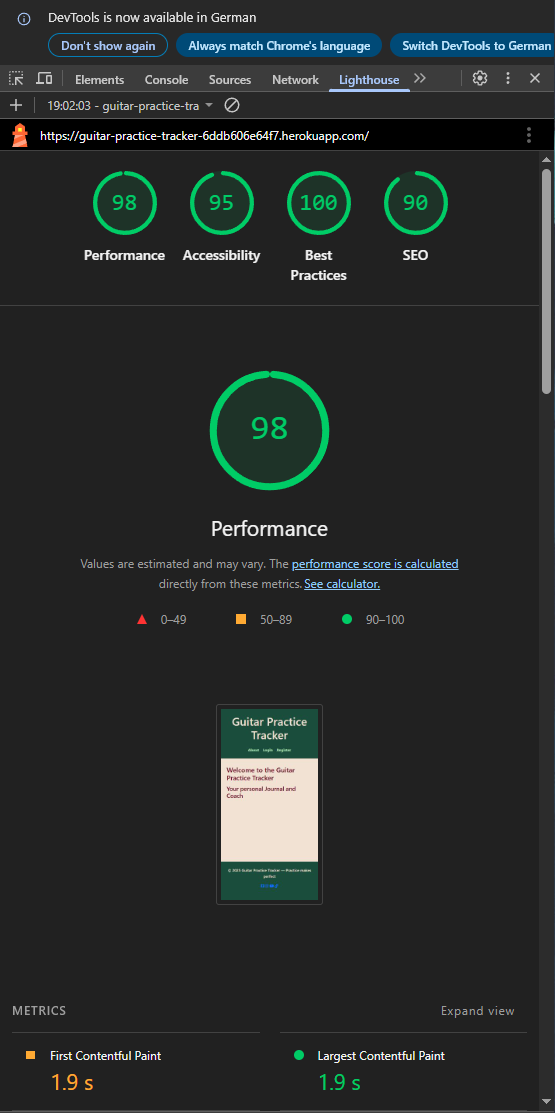 DevTools is now available in German
Don't show again
Always match Chrome's language
Switch DevTools to German
Elements
Console
Sources
Network
Lighthouse
19:02:03 - guitar-practice-tra
https://guitar-practice-tracker-6ddb606e64f7.herokuapp.com/
98
95
100
90
Performance
Accessibility
Best
Practices
SEO
98
Performance
Values are estimated and may vary. The performance score is calculated
directly from these metrics. See calculator.
0–49
50–89
90–100
Guitar Practice
Tracker
About Login Register
Welcome to the Guitar
Practice Tracker
Your personal Journal and
Coach
© 2025 Guitar Practice Tracker — Practice makes
perfect
METRICS
Expand view
First Contentful Paint
1.9 s
Largest Contentful Paint
1.9 s